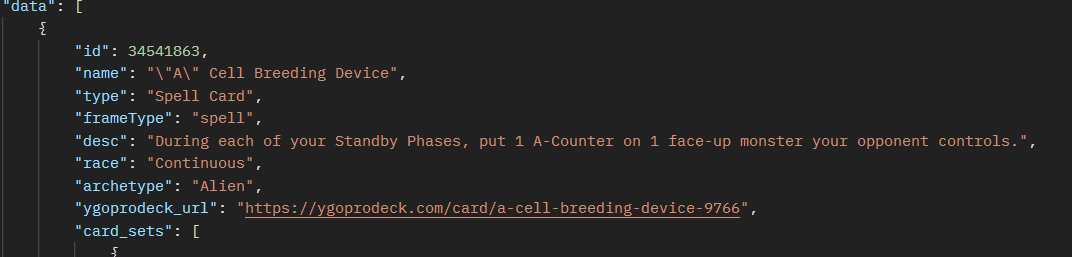 "data": [
{
"id": 34541863,
"name": "\"A\" Cell Breeding Device",
"type": "Spell Card",
"frameType": "spell",
"desc": "During each of your Standby Phases, put 1 A-Counter on 1 face-up monster your opponent controls.",
"race": "Continuous",
"archetype": "Alien",
"ygoprodeck_url": "https://ygoprodeck.com/card/a-cell-breeding-device-9766",
"card_sets": [
{